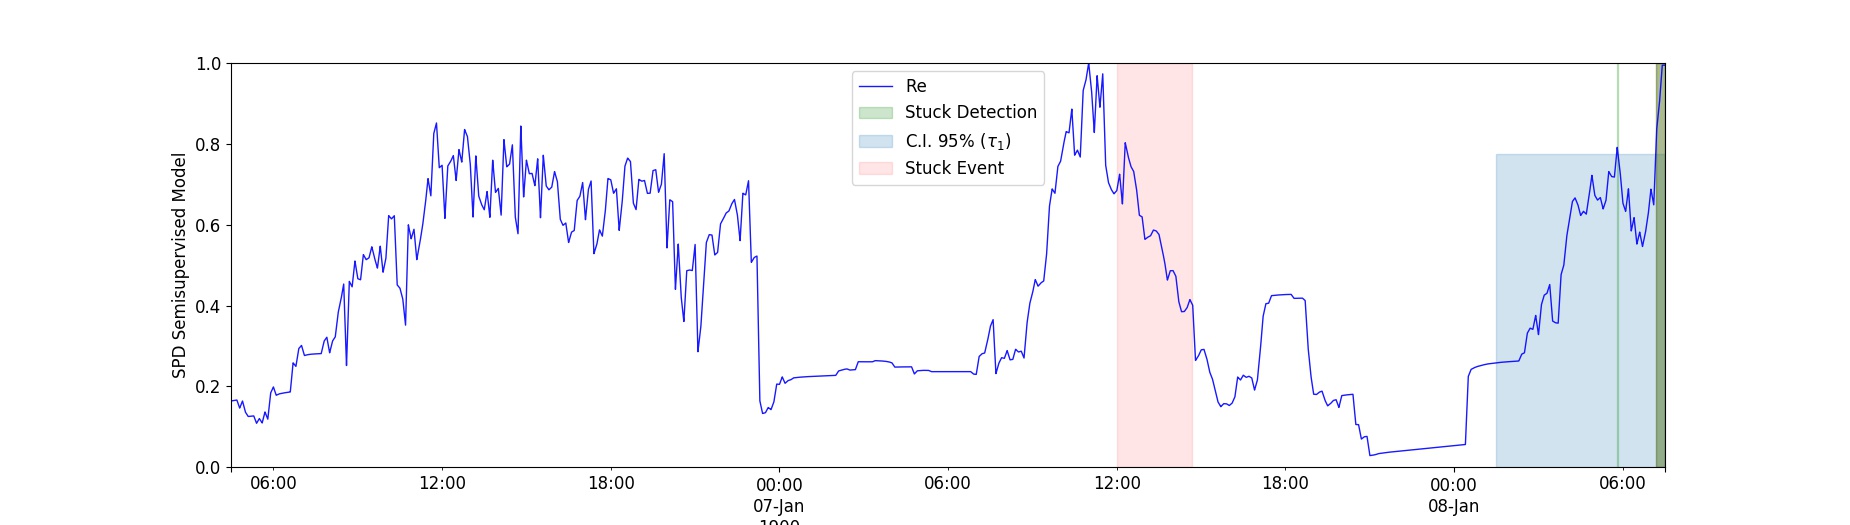 1.0
0.8
0.6
0.4
0.2
0.0
SPD Semisupervised Model
Re
Stuck Detection
C.I. 95% (τ₁)
Stuck Event
06:00 12:00 18:00 00:00 06:00 12:00 18:00 00:00 06:00
07-Jan 08-Jan
1900